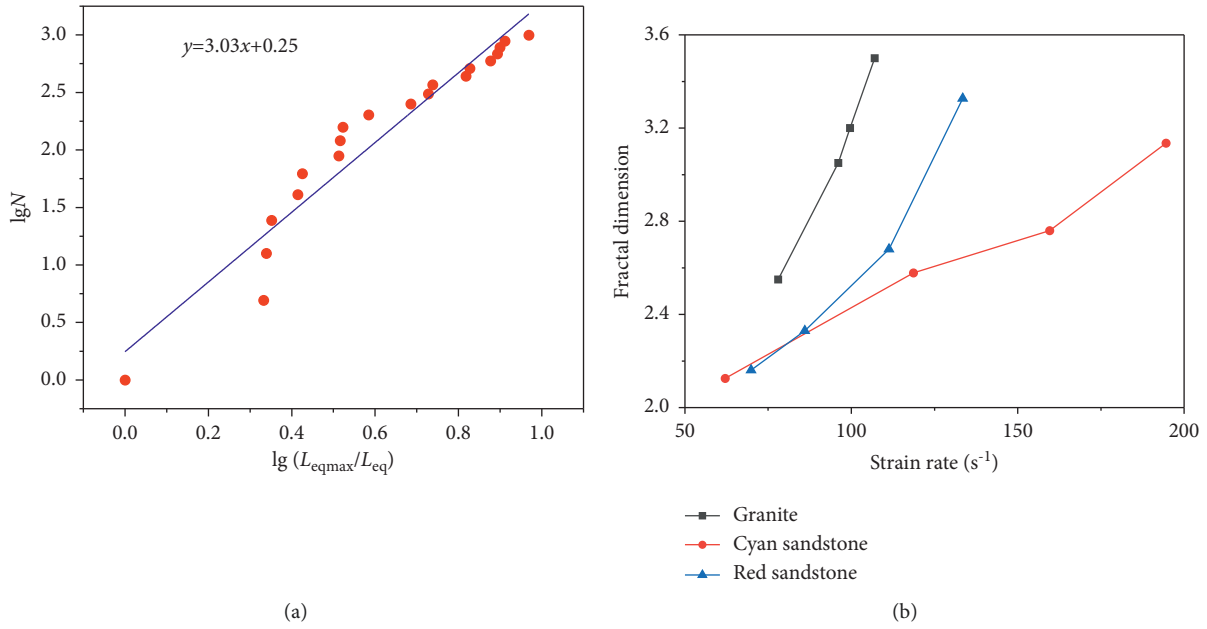 y=3.03x+0.25
3.0
2.5
2.0
1.5
1.0
0.5
0.0
lgN
0.0 0.2 0.4 0.6 0.8 1.0
lg (Leqmax/Leq)
(a)
3.6
3.2
2.8
2.4
2.0
Fractal dimension
50 100 150 200
Strain rate (s-1)
Granite
Cyan sandstone
Red sandstone
(b)